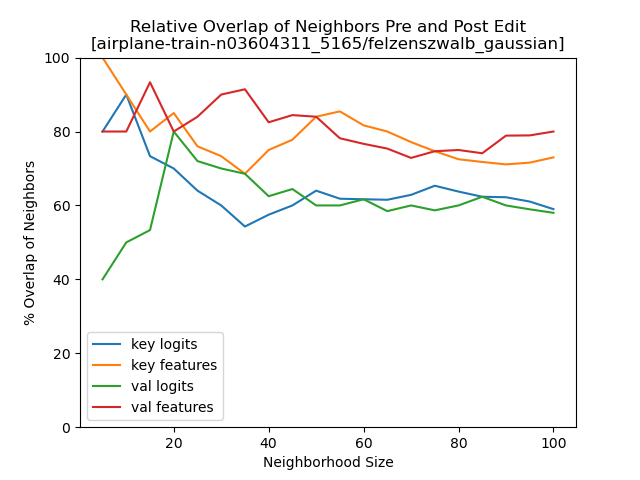 Relative Overlap of Neighbors Pre and Post Edit
[airplane-train-n03604311_5165/felzenszwalb_gaussian]
100
80
60
40
20
0
% Overlap of Neighbors
key logits
key features
val logits
val features
20 40 60 80 100
Neighborhood Size